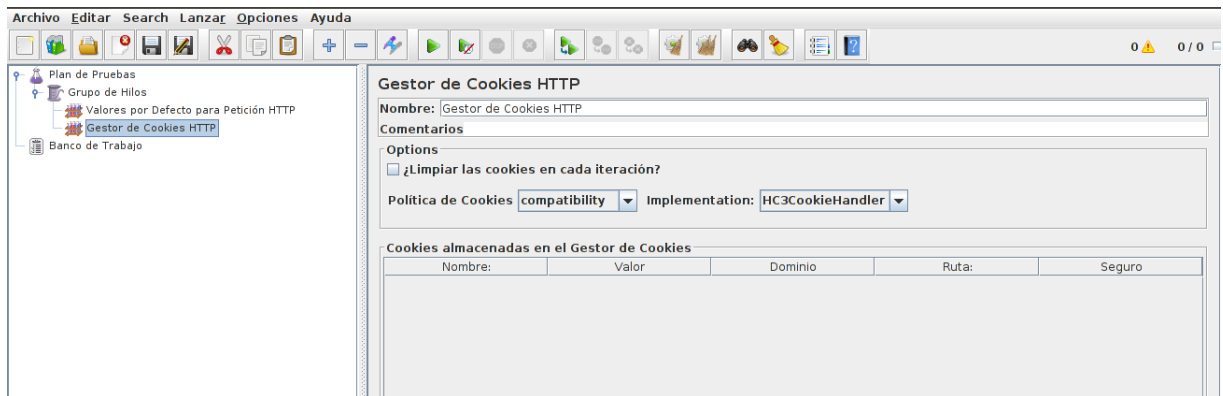 Archivo Editar Search Lanzar Opciones Ayuda
0 0 / 0
Plan de Pruebas
Grupo de Hilos
Valores por Defecto para Petición HTTP
Gestor de Cookies HTTP
Banco de Trabajo
Gestor de Cookies HTTP
Nombre: Gestor de Cookies HTTP
Comentarios
Options
¿Limpiar las cookies en cada iteración?
Política de Cookies compatibility Implementation: HC3CookieHandler
Cookies almacenadas en el Gestor de Cookies
Nombre: Valor Dominio Ruta: Seguro